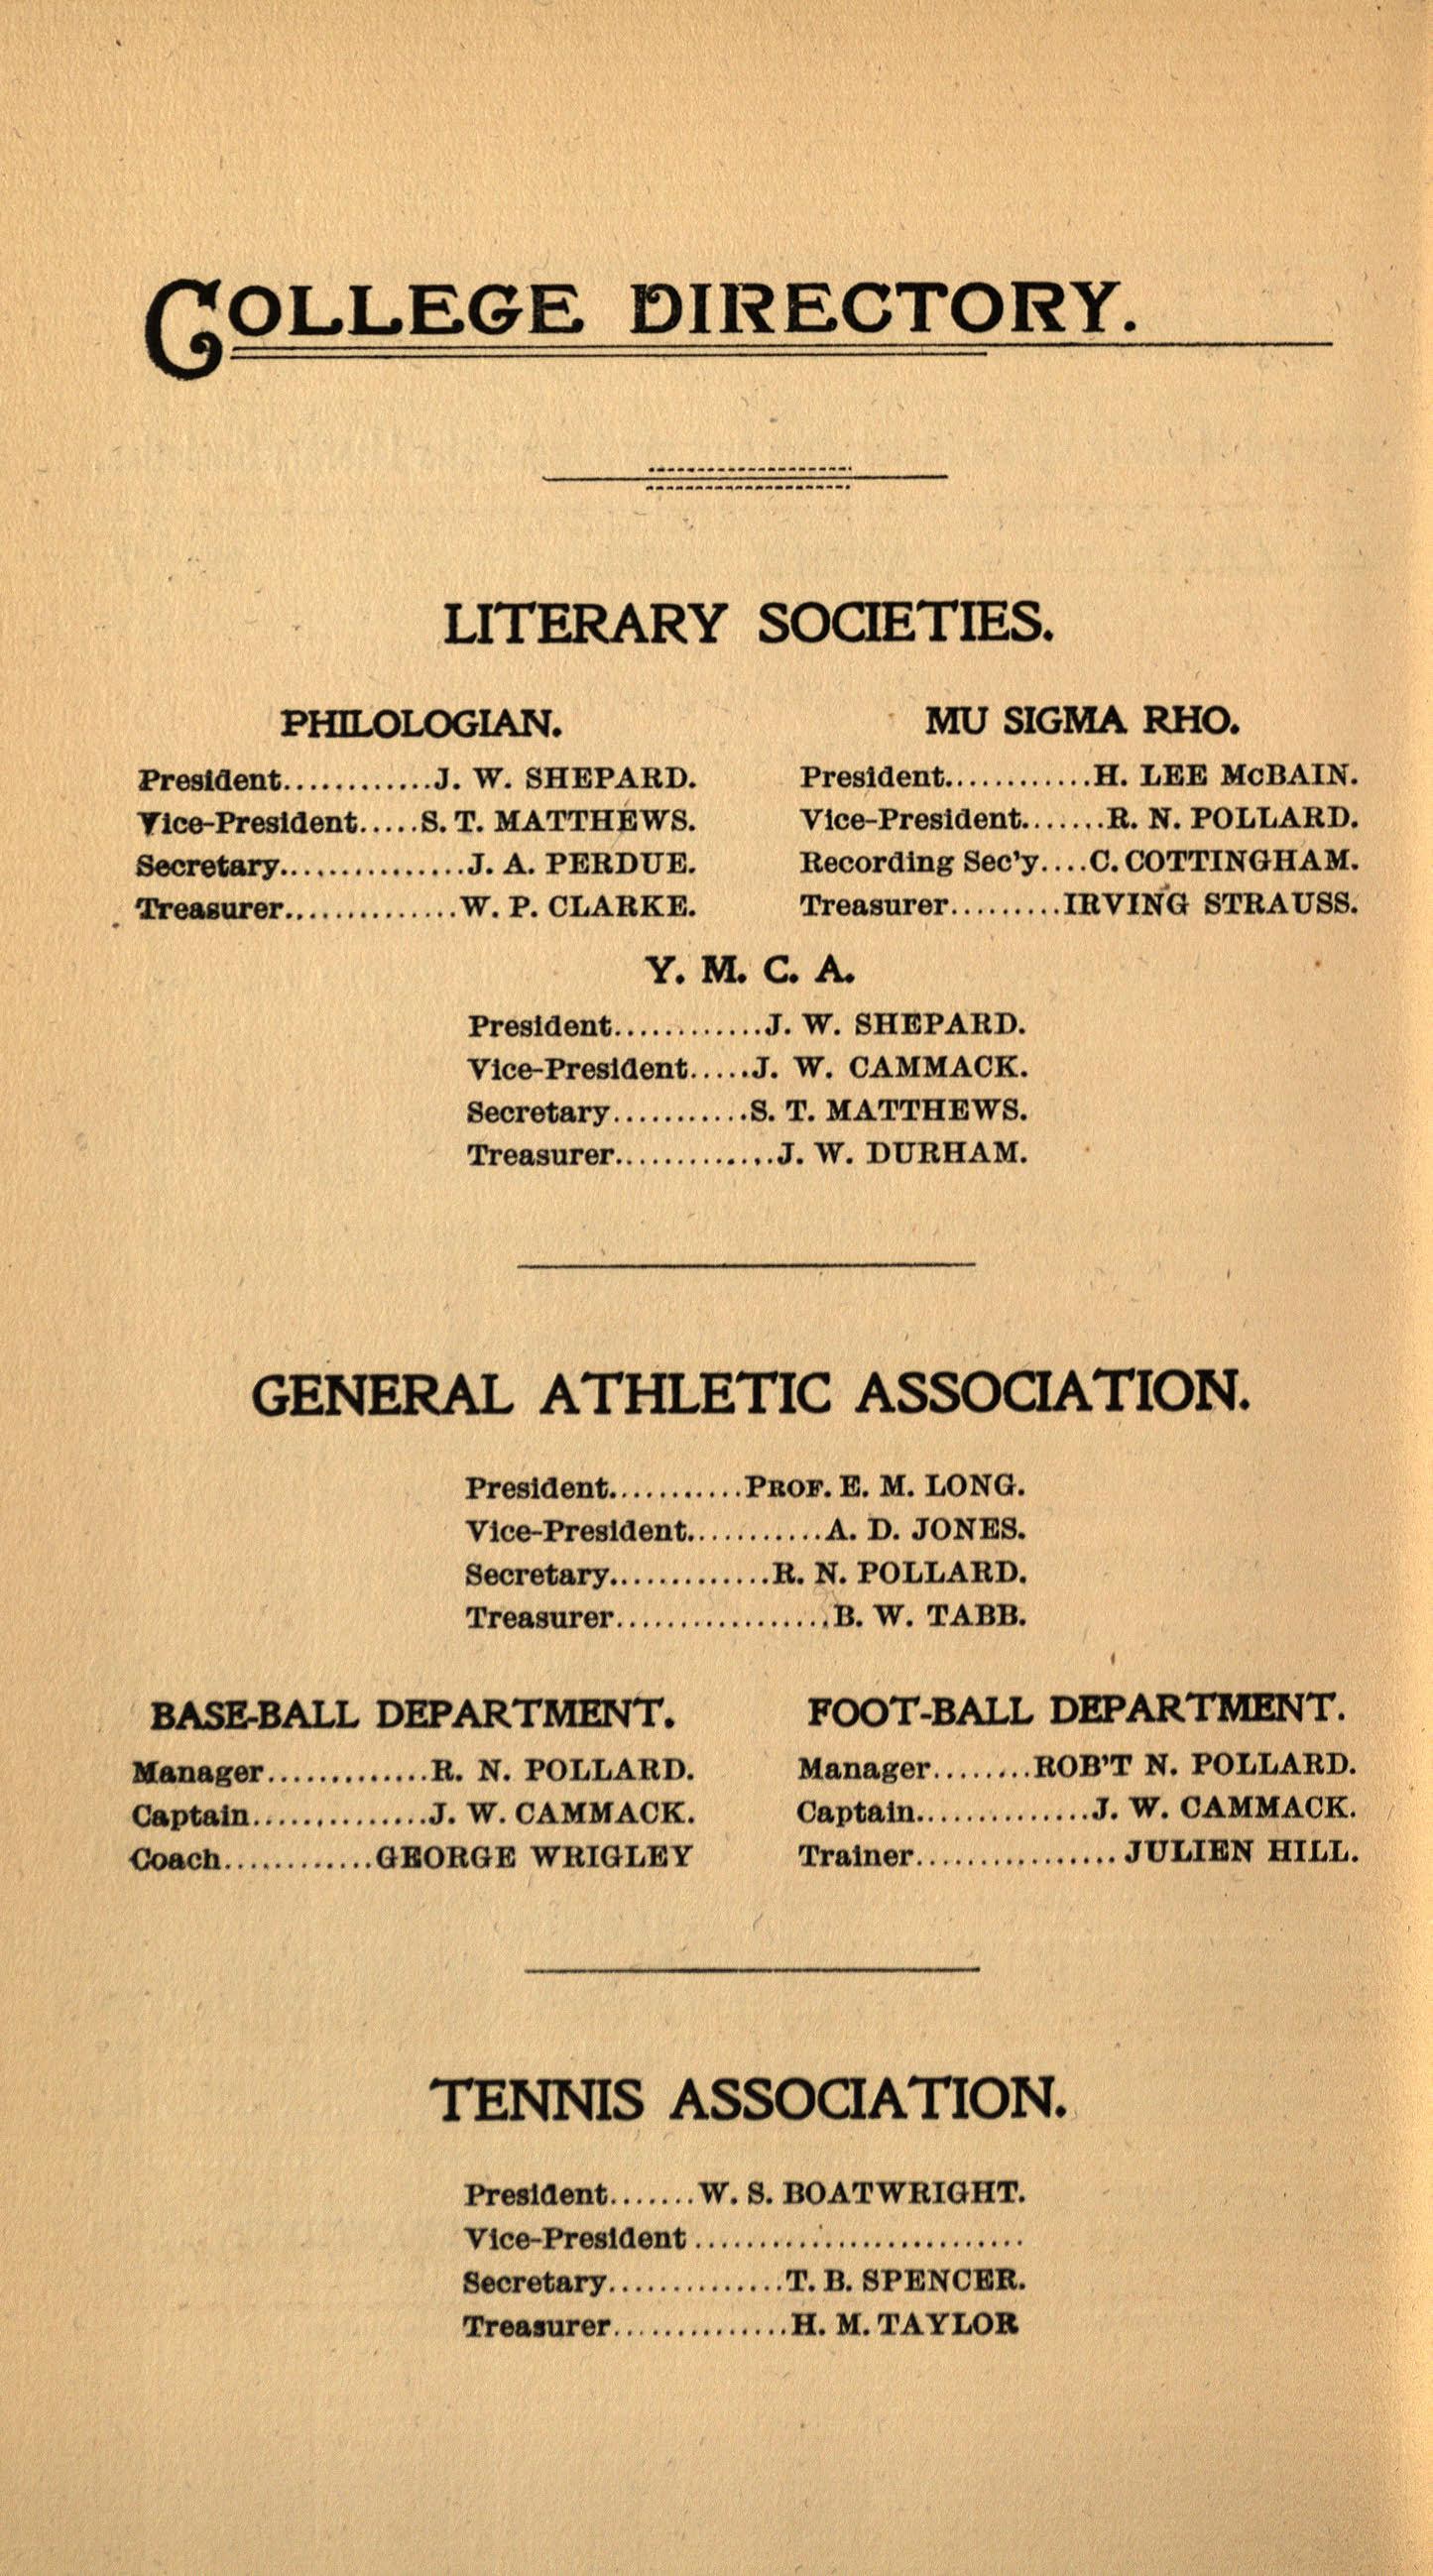 COLLEGE DIRECTORY.
LITERARY SOCIETIES.
PHILOLOGIAN.
President............J. W. SHEPARD.
Vice-President.....S. T. MATTHEWS.
Secretary...............J. A. PERDUE.
Treasurer..............W. P. CLARKE.
MU SIGMA RHO.
President............H. LEE McBAIN.
Vice-President.......R. N. POLLARD.
Recording Sec'y....C. COTTINGHAM.
Treasurer.........IRVING STRAUSS.
Y. M. C. A.
President............J. W. SHEPARD.
Vice-President.....J. W. CAMMACK.
Secretary...........S. T. MATTHEWS.
Treasurer.............J. W. DURHAM.
GENERAL ATHLETIC ASSOCIATION.
President...........PROF. E. M. LONG.
Vice-President...........A. D. JONES.
Secretary.............R. N. POLLARD.
Treasurer..................B. W. TABB.
BASE-BALL DEPARTMENT.
Manager.............R. N. POLLARD.
Captain..............J. W. CAMMACK.
Coach............GEORGE WRIGLEY
FOOT-BALL DEPARTMENT.
Manager........ROB'T N. POLLARD.
Captain..............J. W. CAMMACK.
Trainer................JULIEN HILL.
TENNIS ASSOCIATION.
President.......W. S. BOATWRIGHT.
Vice-President...........................
Secretary..............T. B. SPENCER.
Treasurer..............H. M. TAYLOR